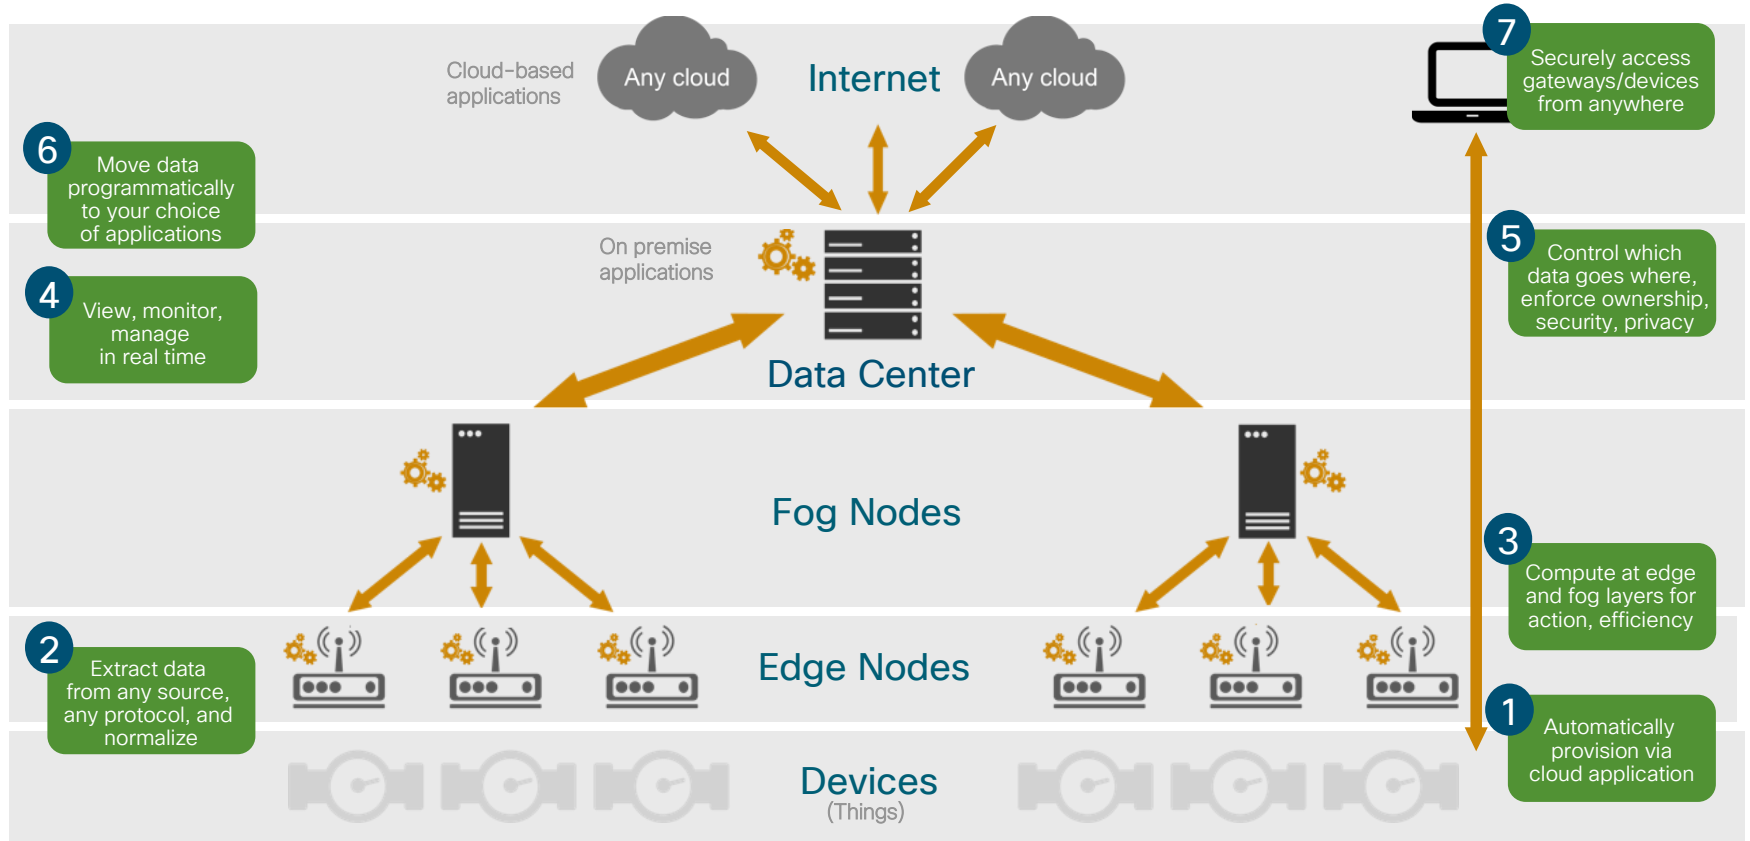 Cloud-based
applications
Any cloud
Internet
Any cloud
7
Securely access
gateways/devices
from anywhere
6
Move data
programmatically
to your choice
of applications
On premise
applications
5
Control which
data goes where,
enforce ownership,
security, privacy
4
View, monitor,
manage
in real time
Data Center
Fog Nodes
3
Compute at edge
and fog layers for
action, efficiency
2
Extract data
from any source,
any protocol, and
normalize
Edge Nodes
1
Automatically
provision via
cloud application
Devices
(Things)